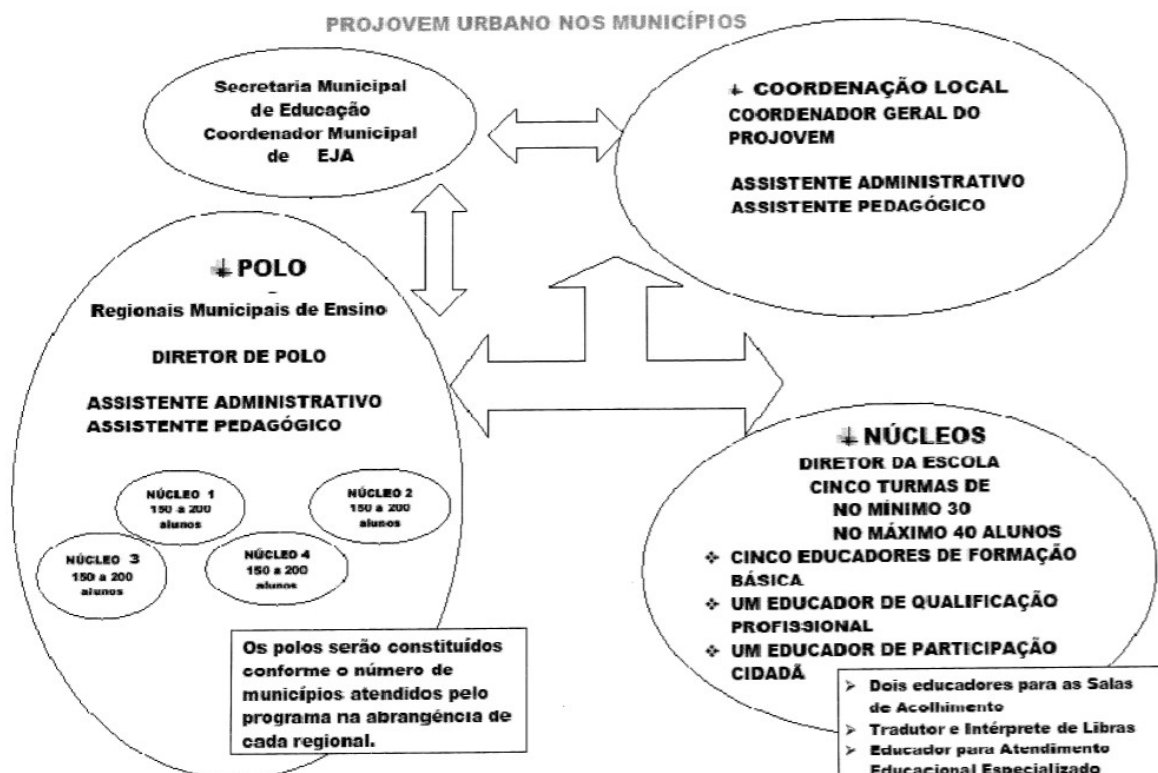 PROJOVEM URBANO NOS MUNICÍPIOS
Secretaria Municipal
de Educação
Coordenador Municipal
de EJA
COORDENAÇÃO LOCAL
COORDENADOR GERAL DO
PROJOVEM
ASSISTENTE ADMINISTRATIVO
ASSISTENTE PEDAGÓGICO
POLO
Regionais Municipais de Ensino
DIRETOR DE POLO
ASSISTENTE ADMINISTRATIVO
ASSISTENTE PEDAGÓGICO
NÚCLEO 1
150 a 200
alunos
NÚCLEO 2
150 a 200
alunos
NÚCLEO 3
150 a 200
alunos
NÚCLEO 4
150 a 200
alunos
Os polos serão constituídos
conforme o número de
municípios atendidos pelo
programa na abrangência de
cada regional.
NÚCLEOS
DIRETOR DA ESCOLA
CINCO TURMAS DE
NO MÍNIMO 30
NO MÁXIMO 40 ALUNOS
❖ CINCO EDUCADORES DE FORMAÇÃO
BÁSICA
❖ UM EDUCADOR DE QUALIFICAÇÃO
PROFISSIONAL
❖ UM EDUCADOR DE PARTICIPAÇÃO
CIDADÃ
➢ Dois educadores para as Salas
de Acolhimento
➢ Tradutor e Intérprete de Libras
➢ Educador para Atendimento
Educacional Especializado